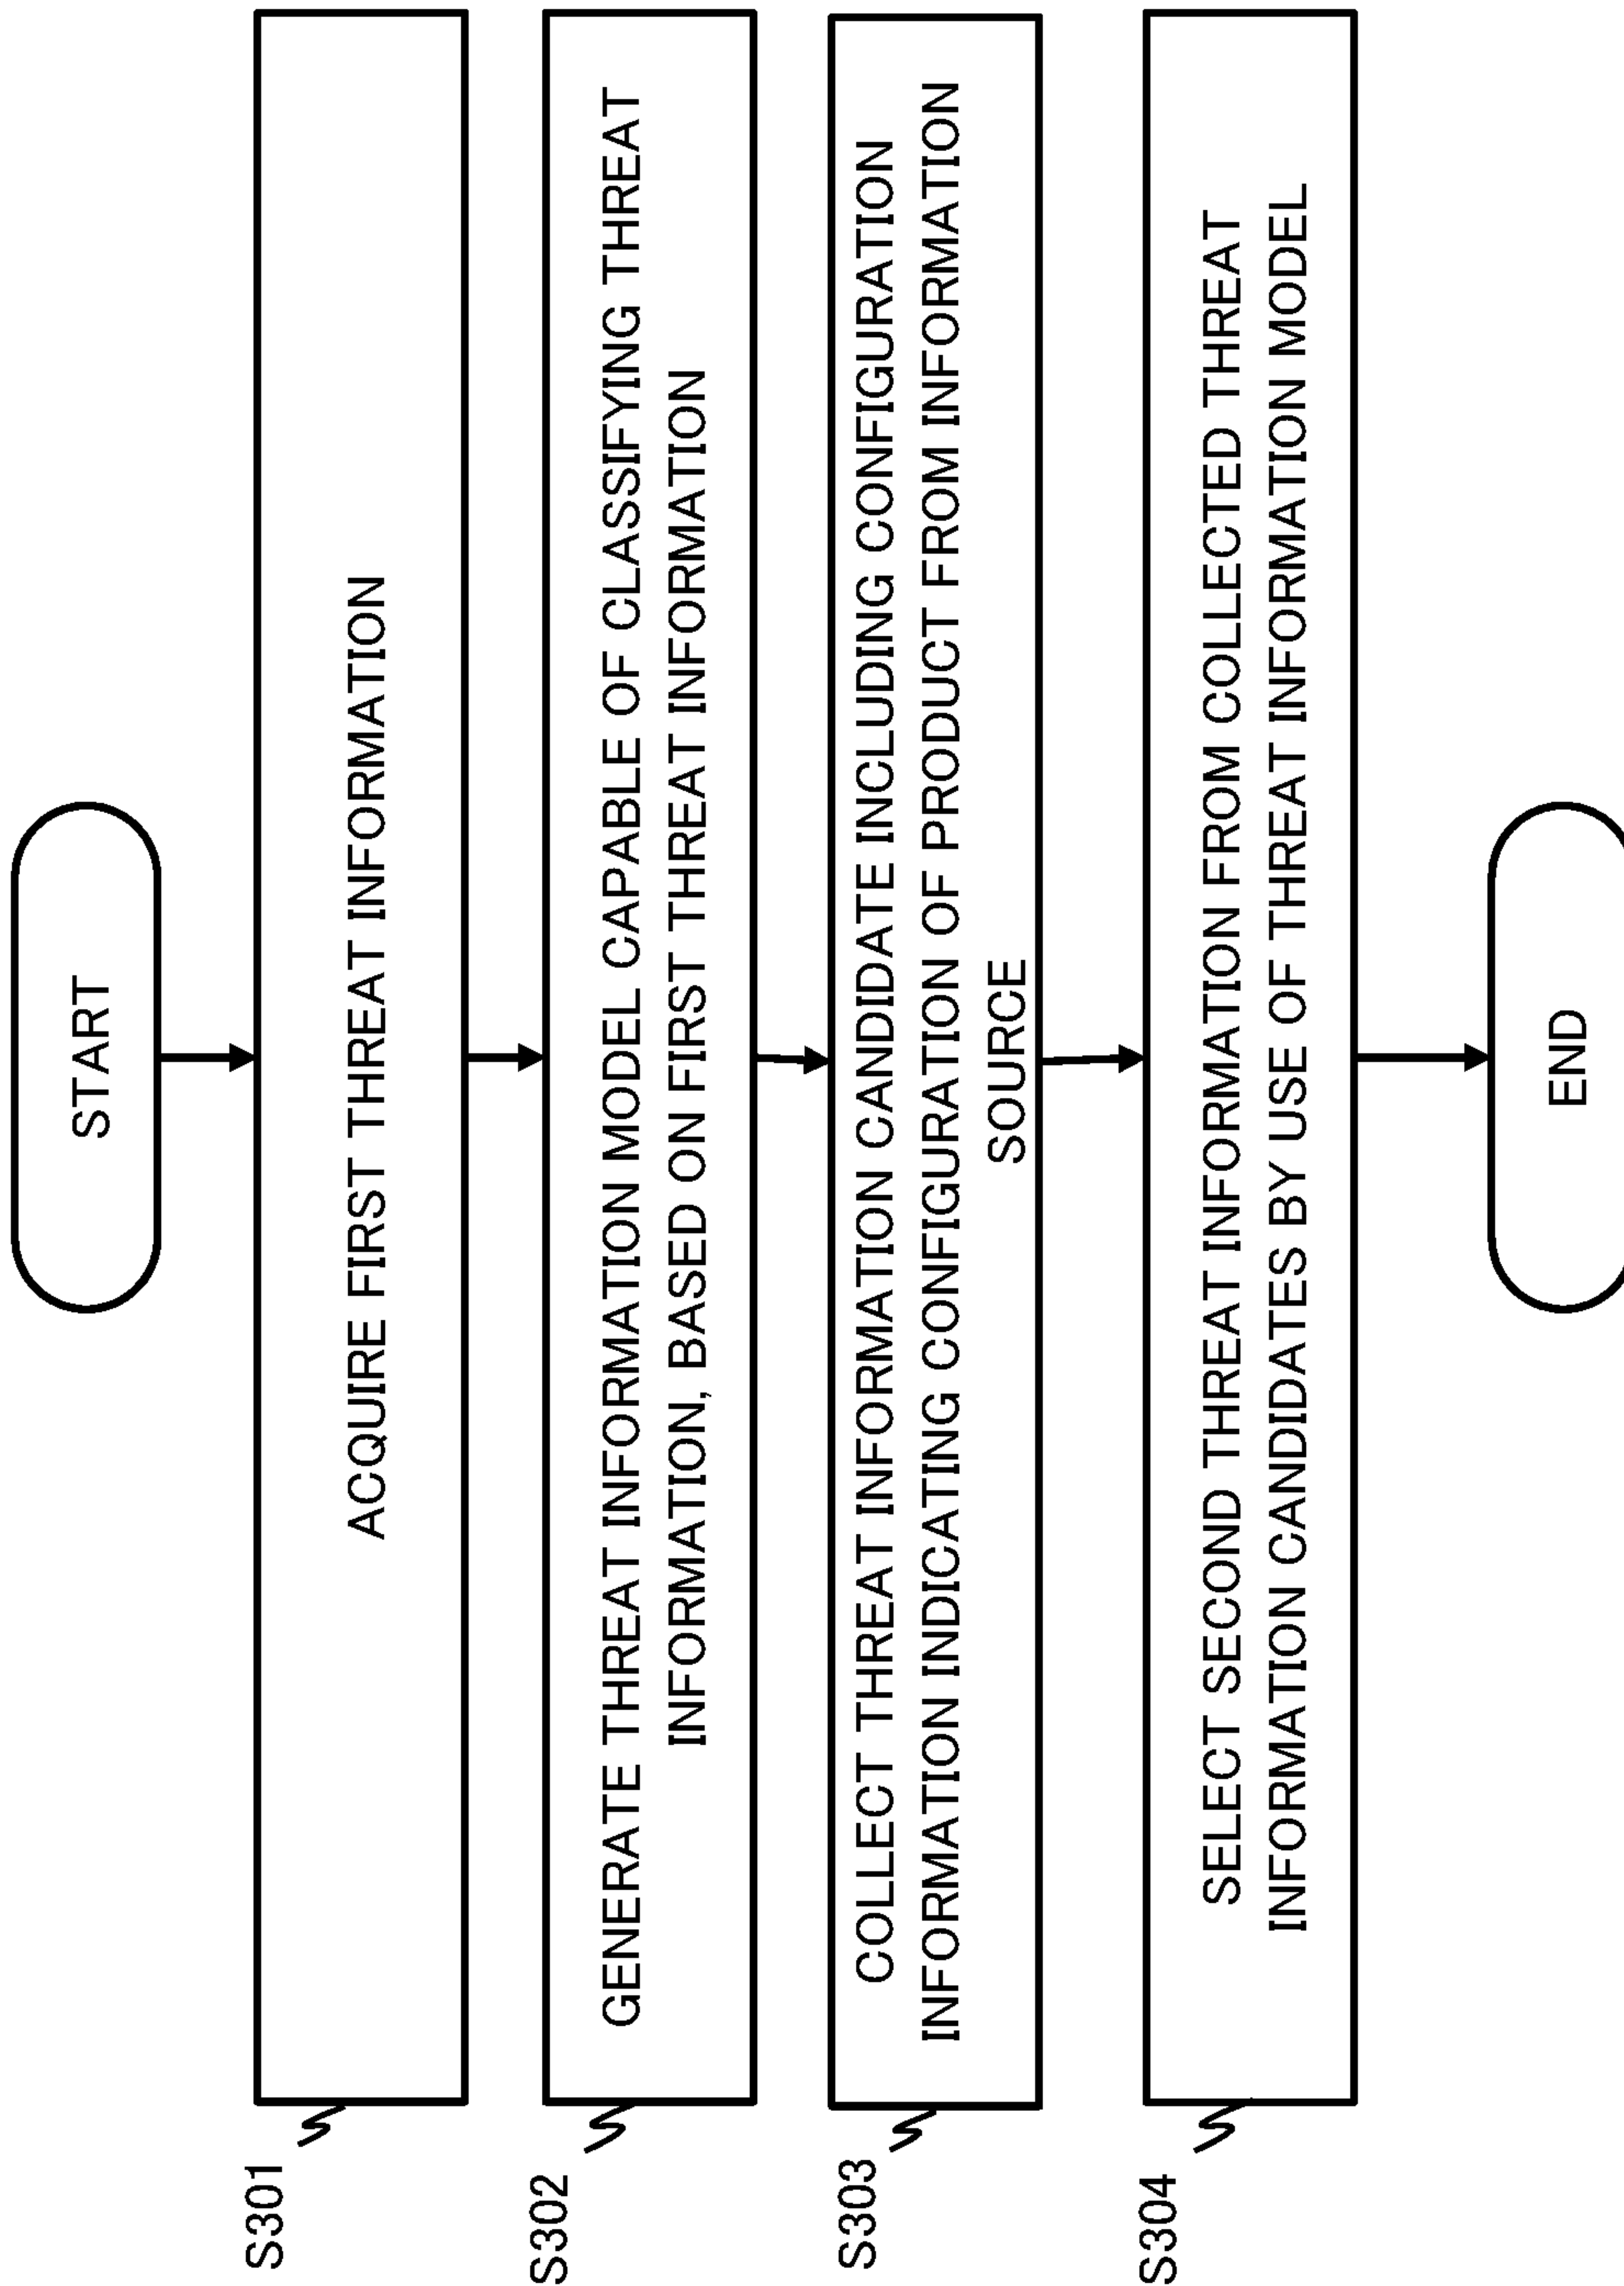 START
S301
ACQUIRE FIRST THREAT INFORMATION
S302
GENERATE THREAT INFORMATION MODEL CAPABLE OF CLASSIFYING THREAT
INFORMATION, BASED ON FIRST THREAT INFORMATION
S303
COLLECT THREAT INFORMATION CANDIDATE INCLUDING CONFIGURATION
INFORMATION INDICATING CONFIGURATION OF PRODUCT FROM INFORMATION
SOURCE
S304
SELECT SECOND THREAT INFORMATION FROM COLLECTED THREAT
INFORMATION CANDIDATES BY USE OF THREAT INFORMATION MODEL
END